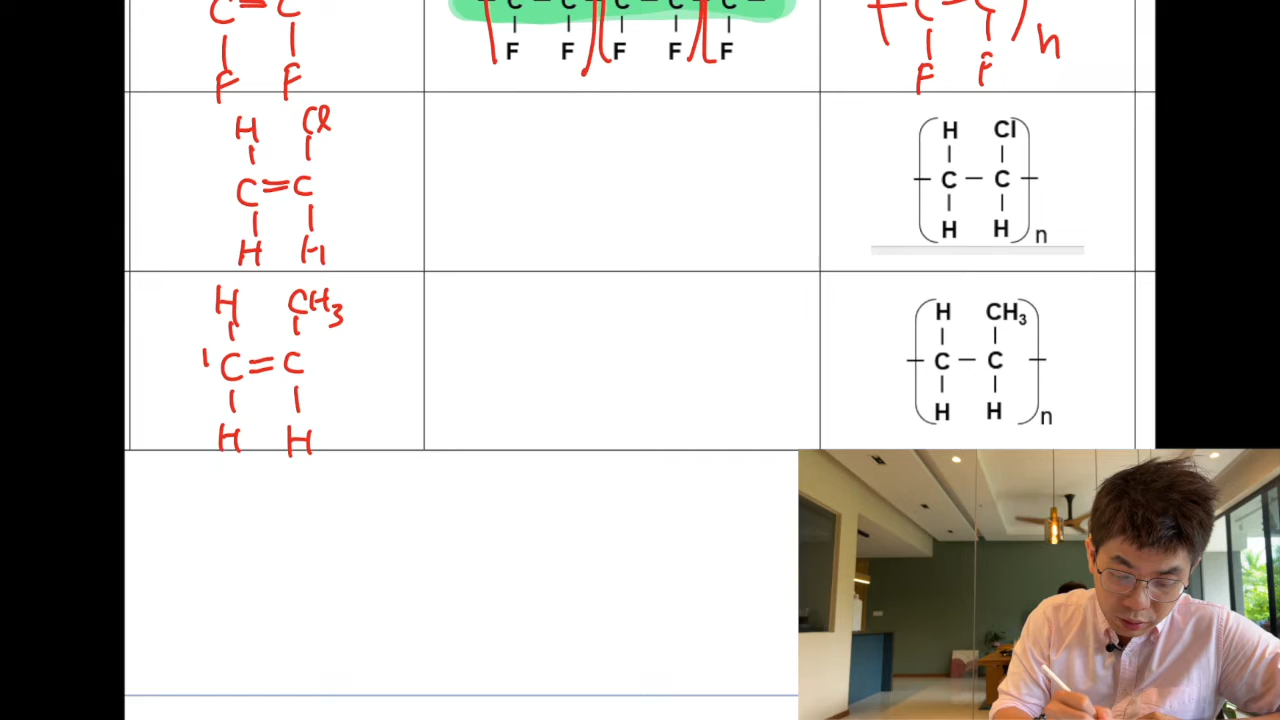 C = C
F F
H Cl
C = C
H H
H CH3
C = C
H H
C – C – C – C – C
F F F F F
C – C
F F n
H Cl
– C – C –
H H n
H CH3
– C – C –
H H n